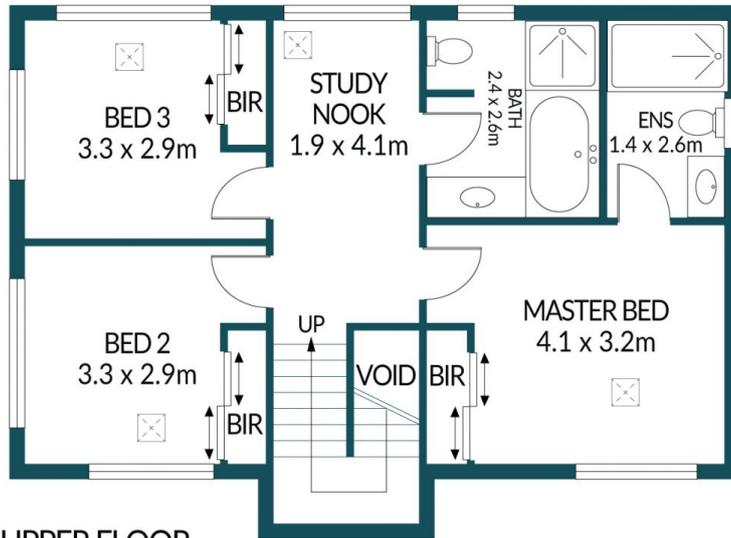 BED 3
3.3 x 2.9m
BIR
STUDY
NOOK
1.9 x 4.1m
BATH
2.4 x 2.6m
ENS
1.4 x 2.6m
BED 2
3.3 x 2.9m
BIR
UP
VOID
BIR
MASTER BED
4.1 x 3.2m
UPPER FLOOR